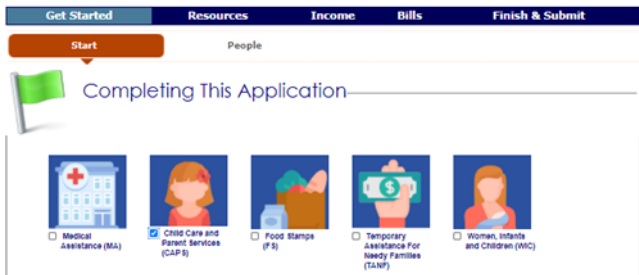 Get Started Resources Income Bills Finish & Submit
Start People
Completing This Application
Medical
Assistance (MA)
Child Care and
Parent Services
(CAPS)
Food Stamps
(FS)
Temporary
Assistance For
Needy Families
(TANF)
Women, Infants
and Children (WIC)